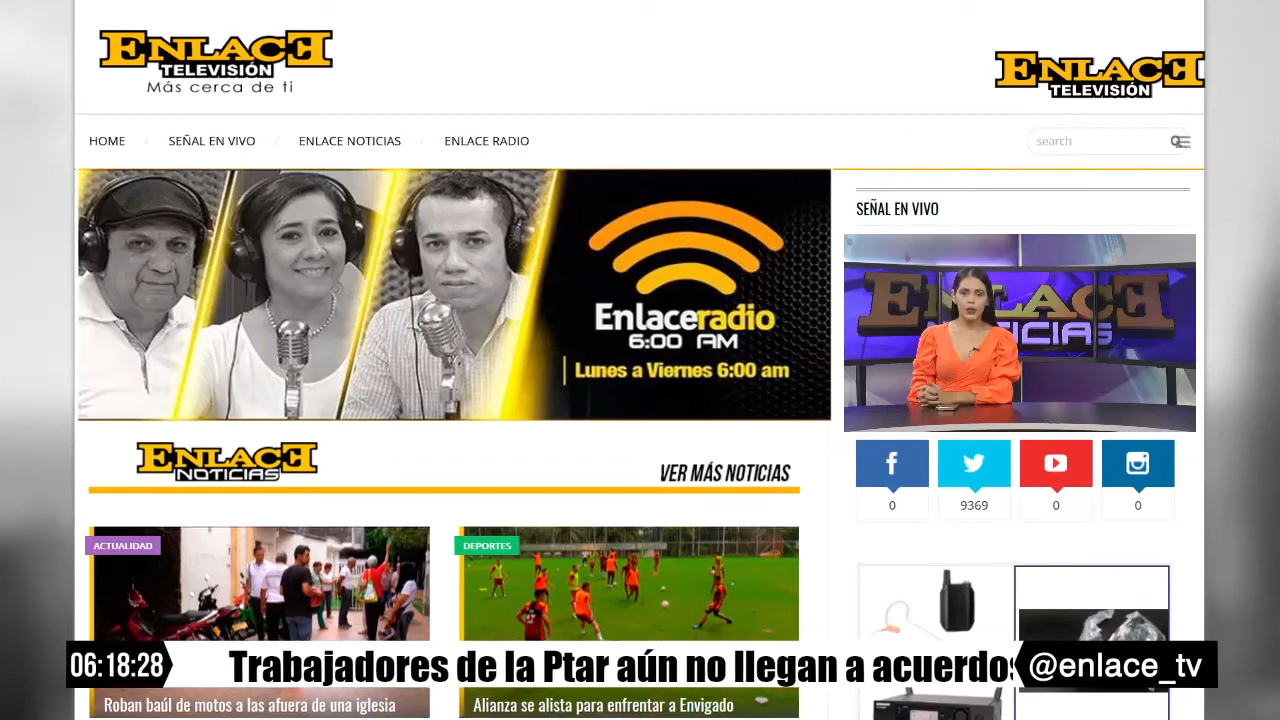 ENLACE
TELEVISIÓN
Más cerca de ti
ENLACE
TELEVISIÓN
HOME / SEÑAL EN VIVO / ENLACE NOTICIAS / ENLACE RADIO
search
SEÑAL EN VIVO
Enlaceradio
6:00 AM
Lunes a Viernes 6:00 am
ENLACE
NOTICIAS
ENLACE
NOTICIAS
VER MÁS NOTICIAS
0
9369
0
0
ACTUALIDAD
DEPORTES
06:18:28
Trabajadores de la Ptar aún no llegan a acuerdos
@enlace_tv
Roban baúl de motos a las afuera de una iglesia
Alianza se alista para enfrentar a Envigado